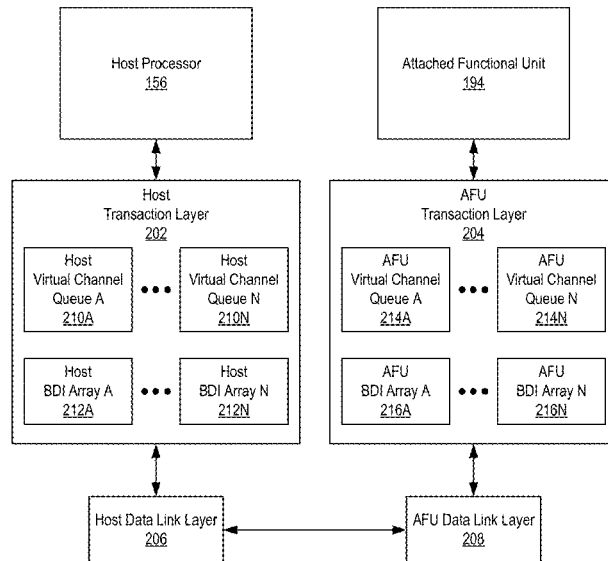 Host Processor
156
Attached Functional Unit
194
Host
Transaction Layer
202
Host
Virtual Channel
Queue A
210A
Host
Virtual Channel
Queue N
210N
Host
BDI Array A
212A
Host
BDI Array N
212N
AFU
Transaction Layer
204
AFU
Virtual Channel
Queue A
214A
AFU
Virtual Channel
Queue N
214N
AFU
BDI Array A
216A
AFU
BDI Array N
216N
Host Data Link Layer
206
AFU Data Link Layer
208